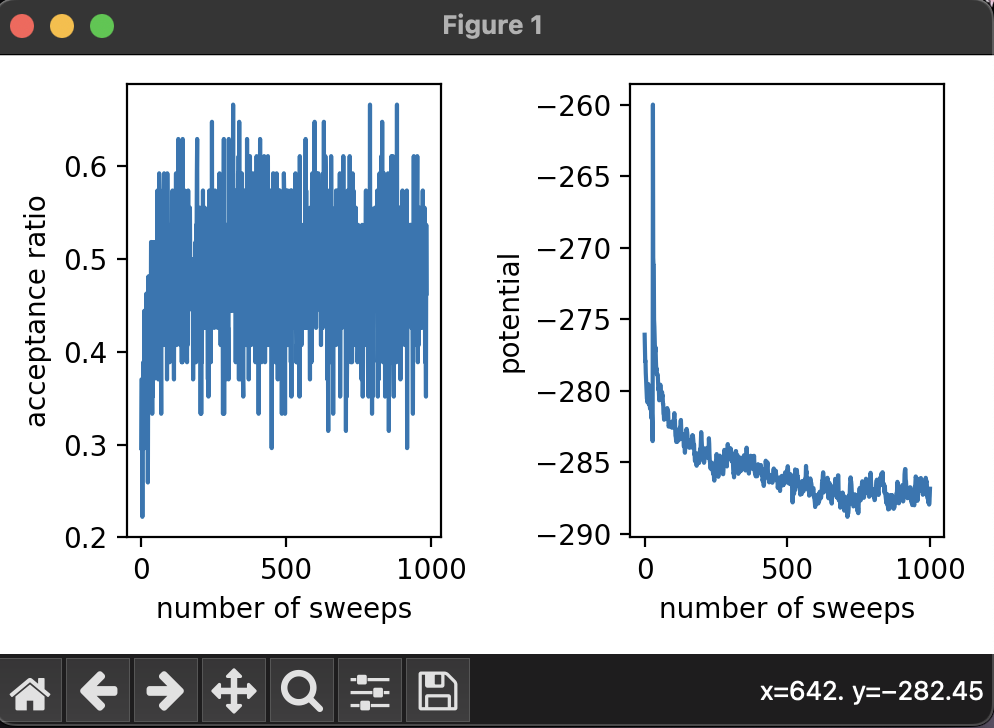 Figure 1
acceptance ratio
0.6
0.5
0.4
0.3
0.2
0 500 1000
number of sweeps
potential
−260
−265
−270
−275
−280
−285
−290
0 500 1000
number of sweeps
x=642. y=−282.45